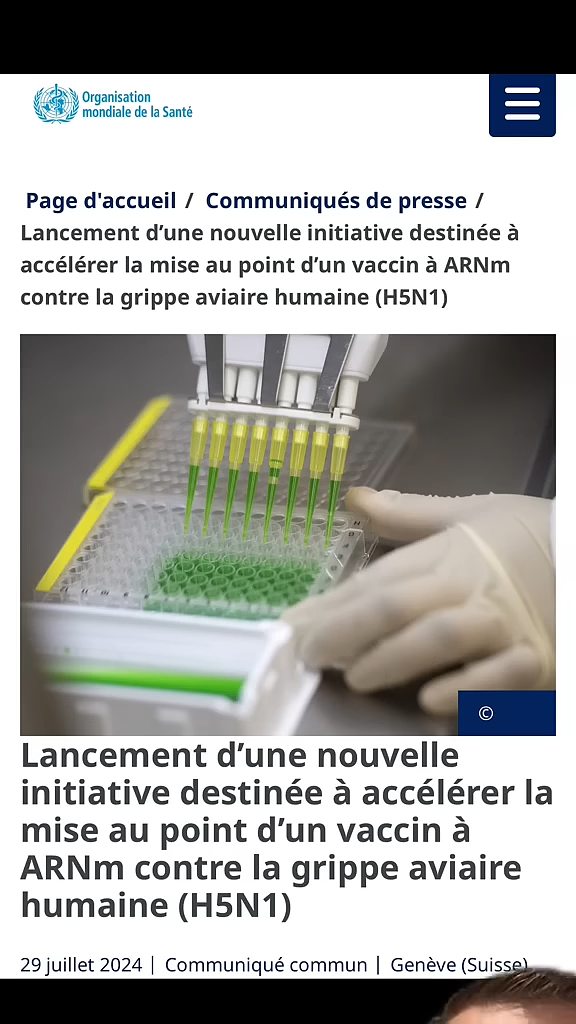 Organisation
mondiale de la Santé
Page d'accueil / Communiqués de presse /
Lancement d’une nouvelle initiative destinée à
accélérer la mise au point d’un vaccin à ARNm
contre la grippe aviaire humaine (H5N1)
©
Lancement d’une nouvelle
initiative destinée à accélérer la
mise au point d’un vaccin à
ARNm contre la grippe aviaire
humaine (H5N1)
29 juillet 2024 | Communiqué commun | Genève (Suisse)